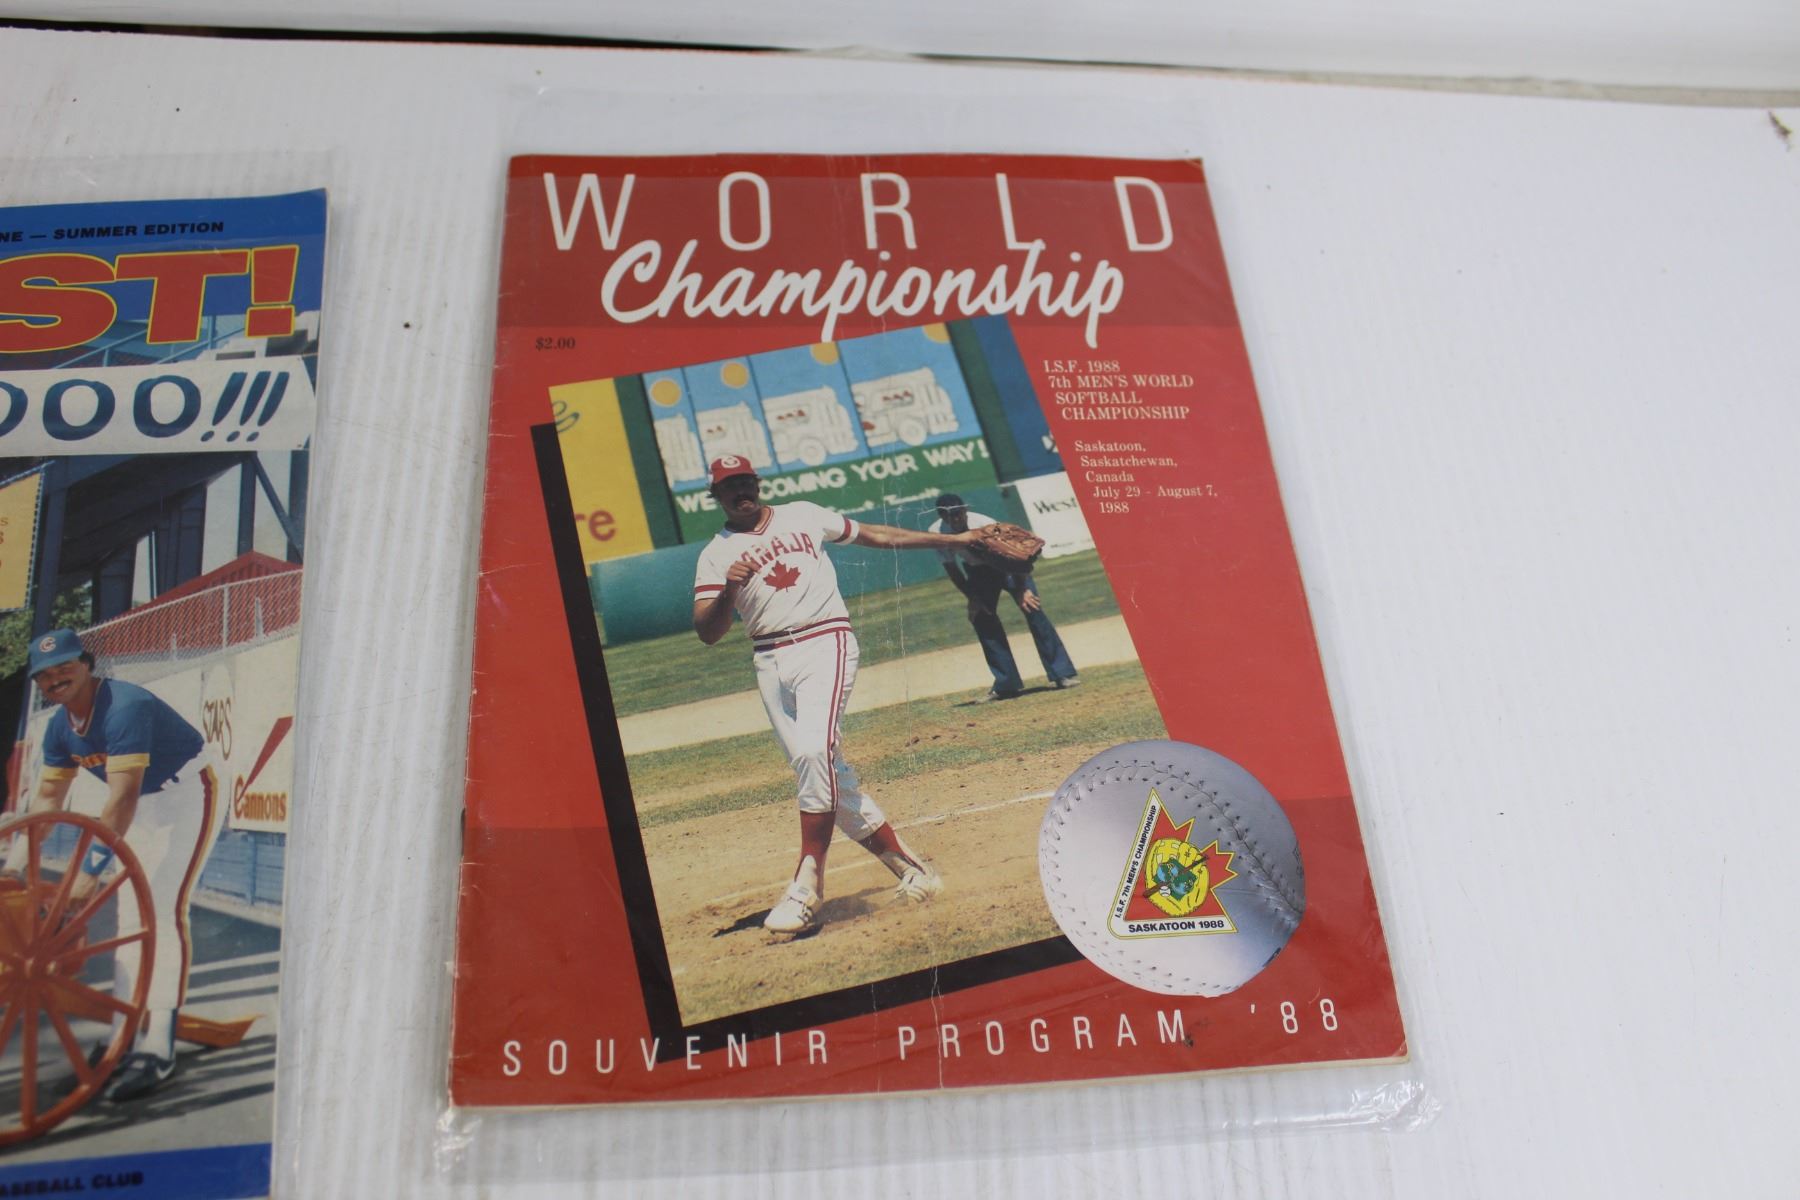 NE — SUMMER EDITION
ST!
OOO!!!
STARS
Cannons
BASEBALL CLUB
WORLD
Championship
$2.00
I.S.F. 1988
7th MEN'S WORLD
SOFTBALL
CHAMPIONSHIP
Saskatoon,
Saskatchewan,
Canada
July 29 - August 7,
1988
COMING YOUR WAY!
re
West
CANADA
I.S.F. 7th MEN'S CHAMPIONSHIP
SASKATOON 1988
SOUVENIR PROGRAM '88